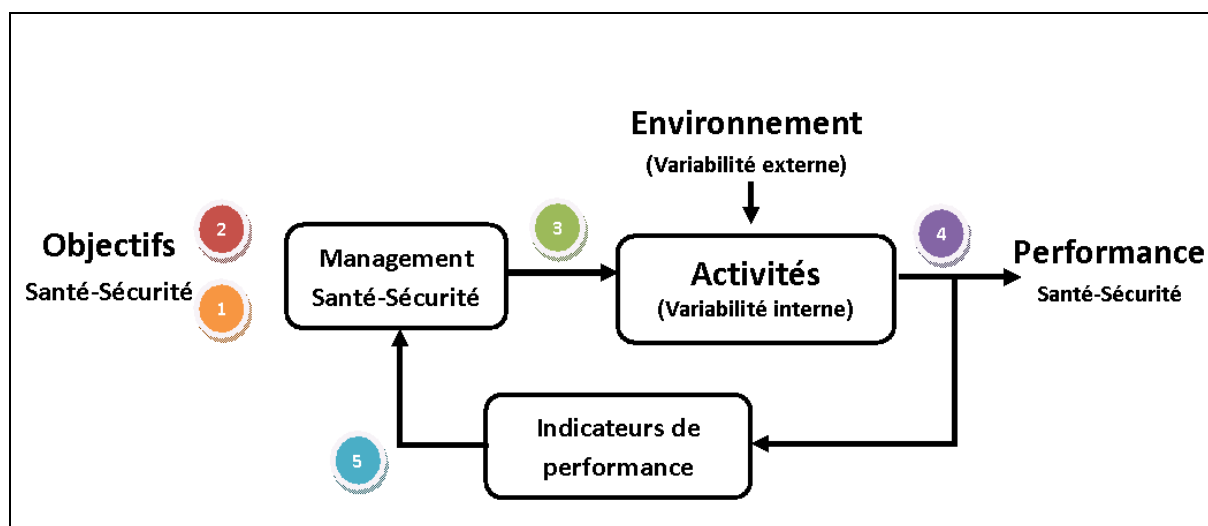 Environnement
(Variabilité externe)
2
3
4
Objectifs
Santé-Sécurité
1
Management
Santé-Sécurité
Activités
(Variabilité interne)
Performance
Santé-Sécurité
5
Indicateurs de
performance